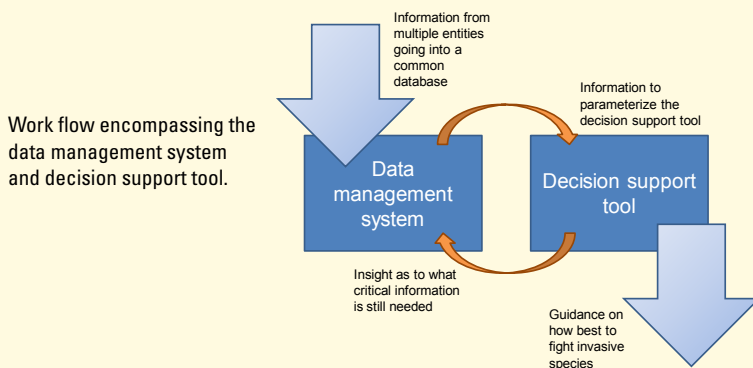 Work flow encompassing the
data management system
and decision support tool.
Information from
multiple entities
going into a
common
database
Information to
parameterize the
decision support tool
Data
management
system
Decision support
tool
Insight as to what
critical information
is still needed
Guidance on
how best to
fight invasive
species